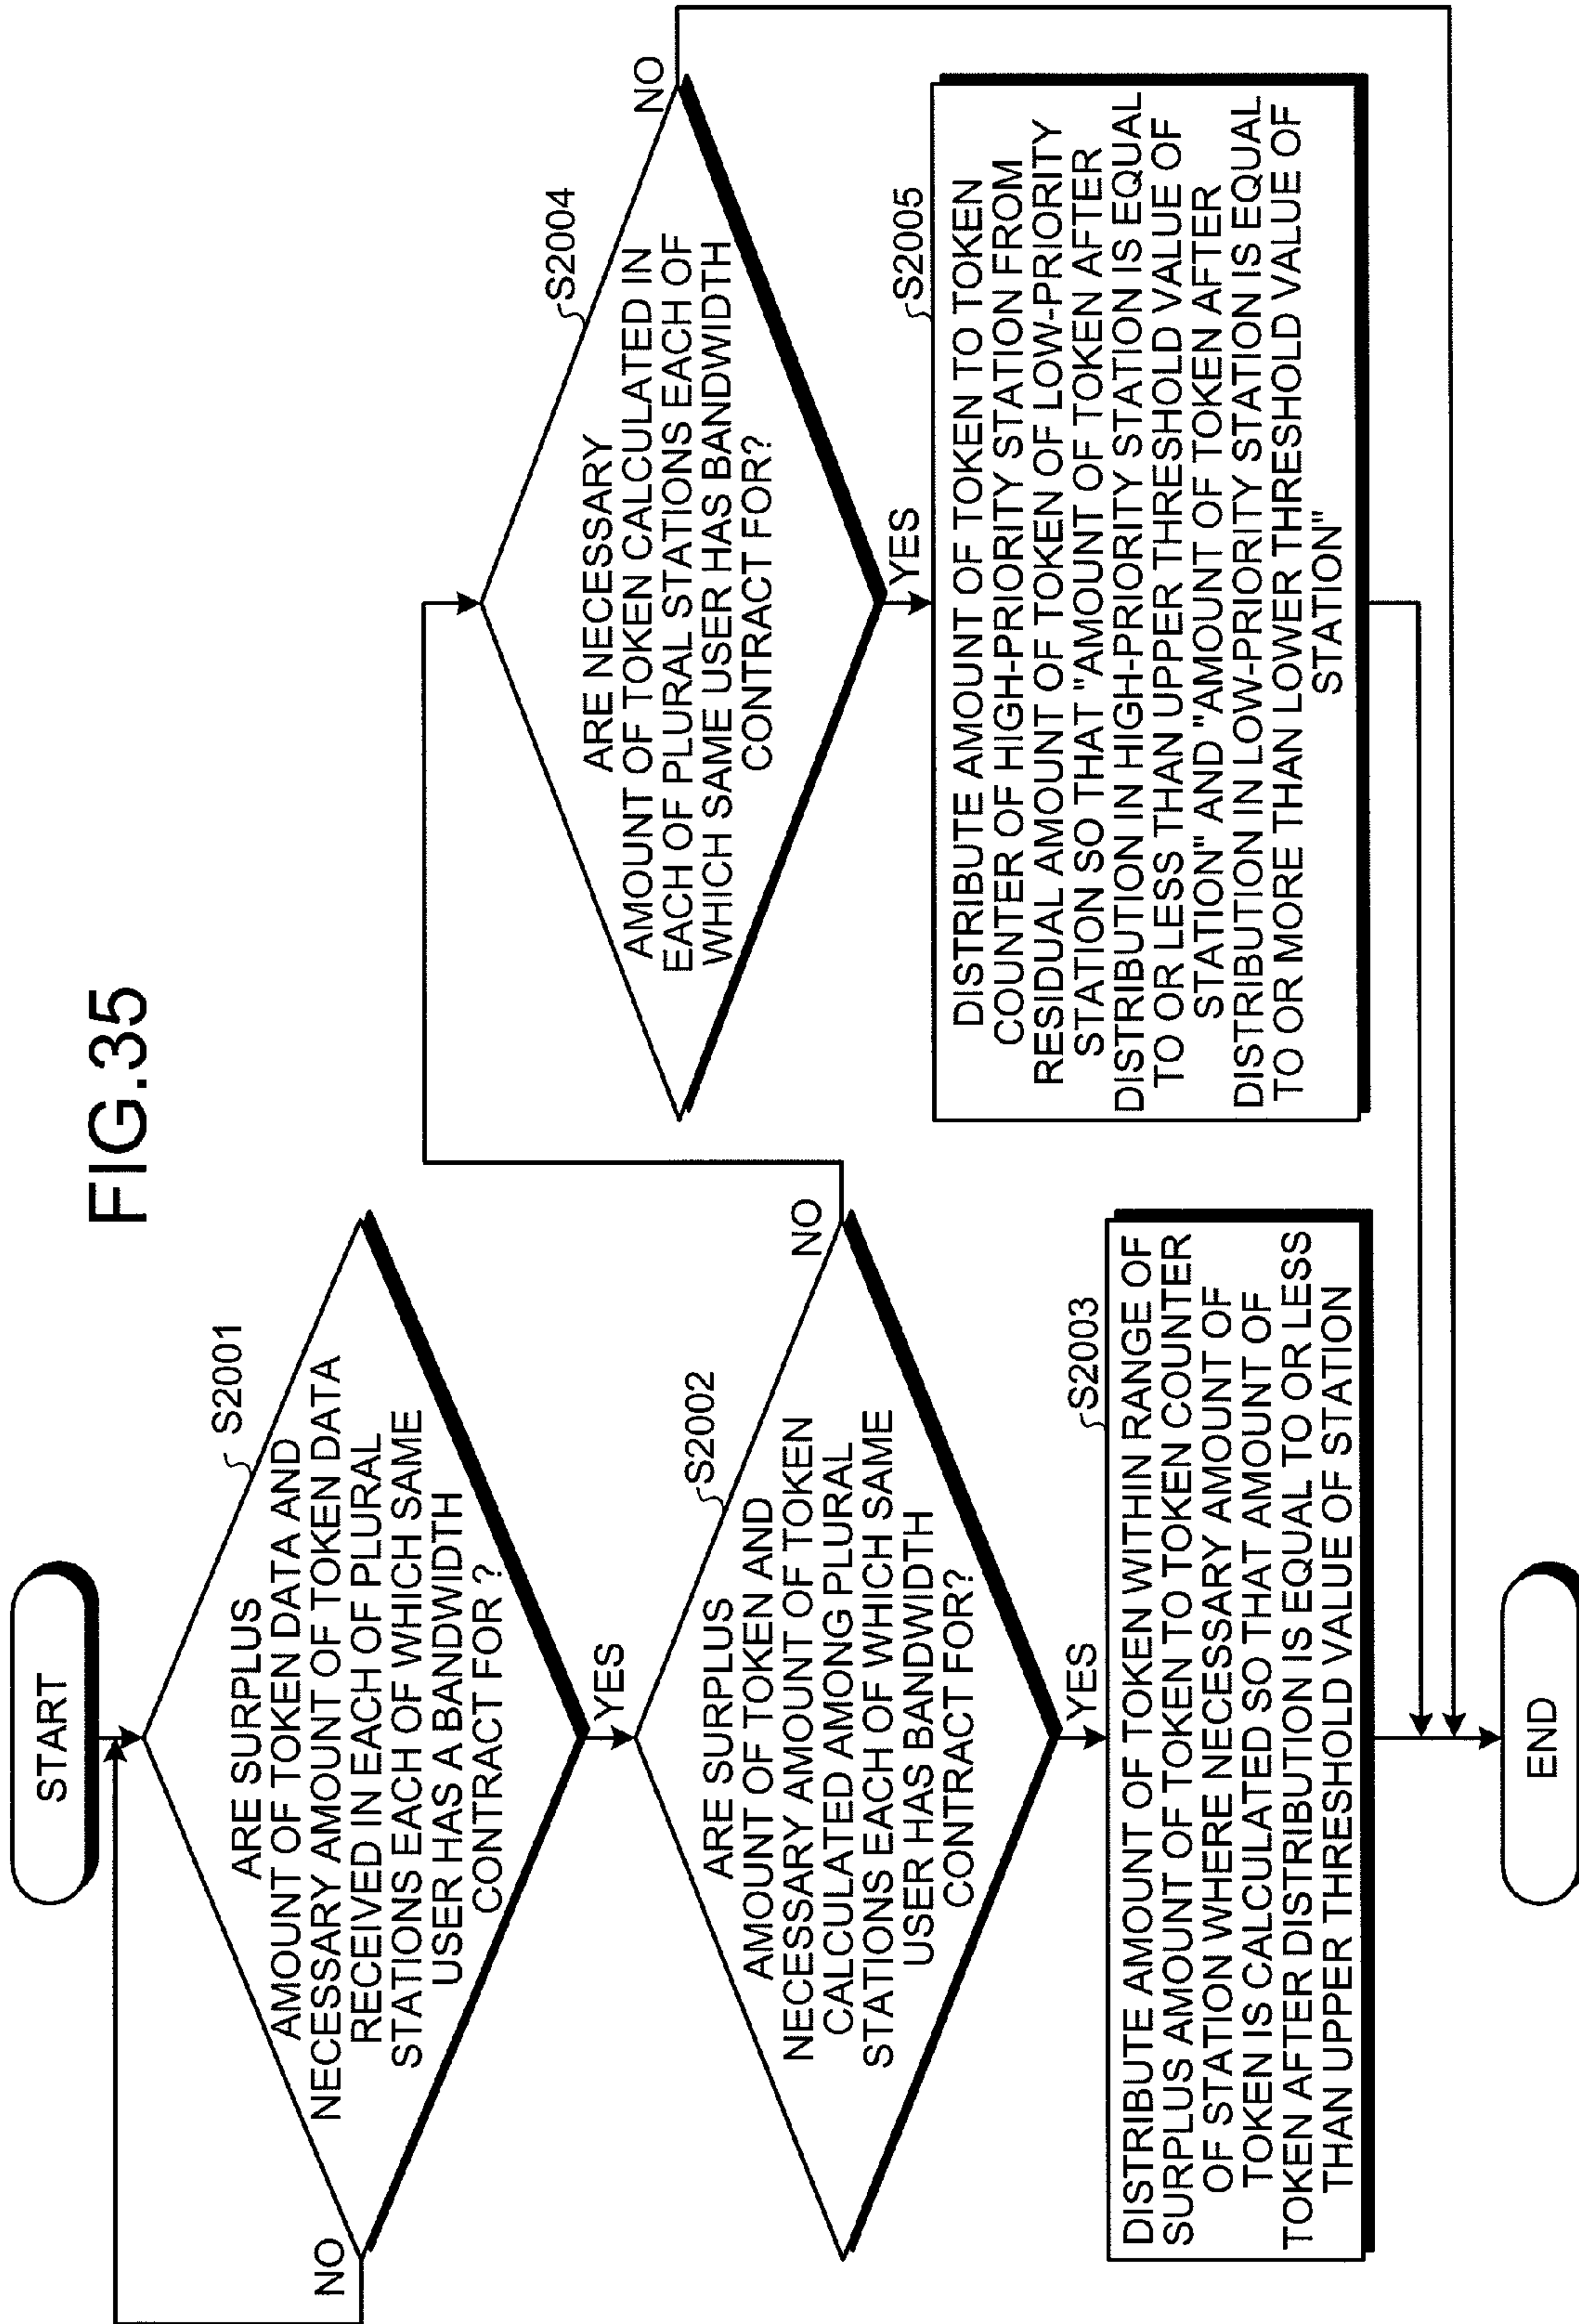 FIG.35
START
S2001
ARE SURPLUS
AMOUNT OF TOKEN DATA AND
NECESSARY AMOUNT OF TOKEN DATA
RECEIVED IN EACH OF PLURAL
STATIONS EACH OF WHICH SAME
USER HAS A BANDWIDTH
CONTRACT FOR ?
NO
YES
S2002
ARE SURPLUS
AMOUNT OF TOKEN AND
NECESSARY AMOUNT OF TOKEN
CALCULATED AMONG PLURAL
STATIONS EACH OF WHICH SAME
USER HAS BANDWIDTH
CONTRACT FOR?
NO
YES
S2003
DISTRIBUTE AMOUNT OF TOKEN WITHIN RANGE OF
SURPLUS AMOUNT OF TOKEN TO TOKEN COUNTER
OF STATION WHERE NECESSARY AMOUNT OF
TOKEN IS CALCULATED SO THAT AMOUNT OF
TOKEN AFTER DISTRIBUTION IS EQUAL TO OR LESS
THAN UPPER THRESHOLD VALUE OF STATION
S2004
ARE NECESSARY
AMOUNT OF TOKEN CALCULATED IN
EACH OF PLURAL STATIONS EACH OF
WHICH SAME USER HAS BANDWIDTH
CONTRACT FOR?
NO
YES
S2005
DISTRIBUTE AMOUNT OF TOKEN TO TOKEN
COUNTER OF HIGH-PRIORITY STATION FROM
RESIDUAL AMOUNT OF TOKEN OF LOW-PRIORITY
STATION SO THAT "AMOUNT OF TOKEN AFTER
DISTRIBUTION IN HIGH-PRIORITY STATION IS EQUAL
TO OR LESS THAN UPPER THRESHOLD VALUE OF
STATION" AND "AMOUNT OF TOKEN AFTER
DISTRIBUTION IN LOW-PRIORITY STATION IS EQUAL
TO OR MORE THAN LOWER THRESHOLD VALUE OF
STATION"
END